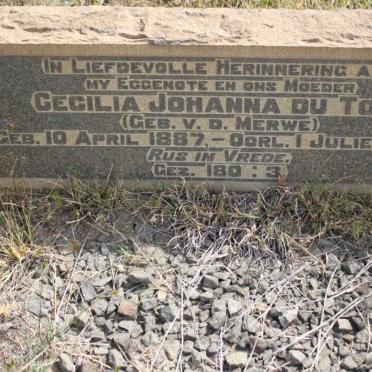 IN LIEFDEVOLLE HERINNERING A
MY EGGENOTE EN ONS MOEDER
CECILIA JOHANNA DU TO
(GEB. V. D. MERWE)
GEB. 10 APRIL 1887 – OORL. 1 JULIE
RUS IN VREDE.
GEZ. 180 : 3.